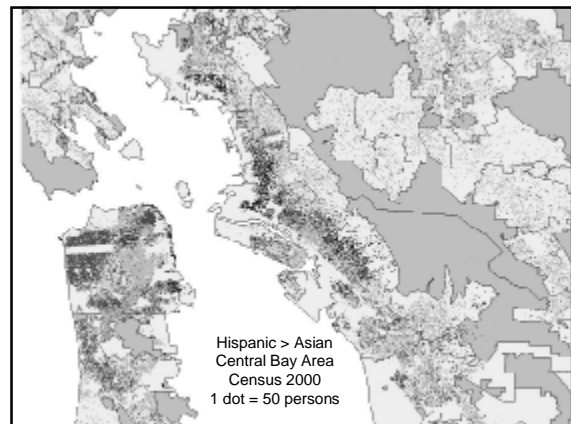 Hispanic > Asian
Central Bay Area
Census 2000
1 dot = 50 persons